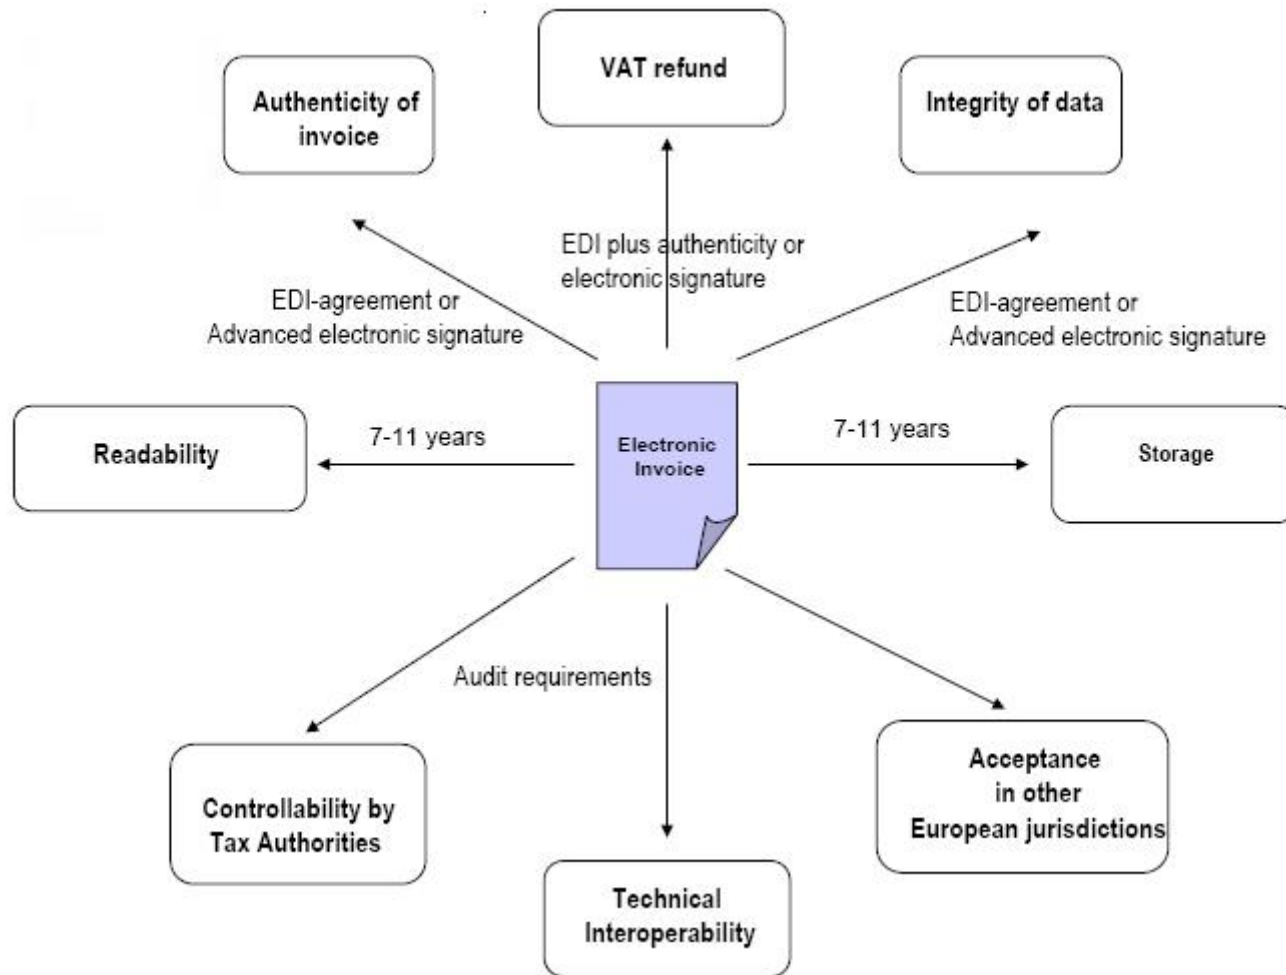 VAT refund
Authenticity of
invoice
Integrity of data
EDI plus authenticity or
electronic signature
EDI-agreement or
Advanced electronic signature
EDI-agreement or
Advanced electronic signature
Readability
7-11 years
Electronic
Invoice
7-11 years
Storage
Audit requirements
Controllability by
Tax Authorities
Technical
Interoperability
Acceptance
in other
European jurisdictions